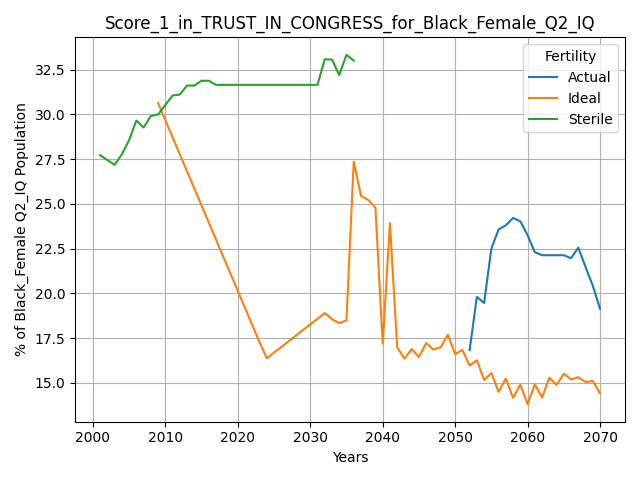 Score_1_in_TRUST_IN_CONGRESS_for_Black_Female_Q2_IQ
Fertility
Actual
Ideal
Sterile
% of Black_Female Q2_IQ Population
32.5
30.0
27.5
25.0
22.5
20.0
17.5
15.0
2000 2010 2020 2030 2040 2050 2060 2070
Years